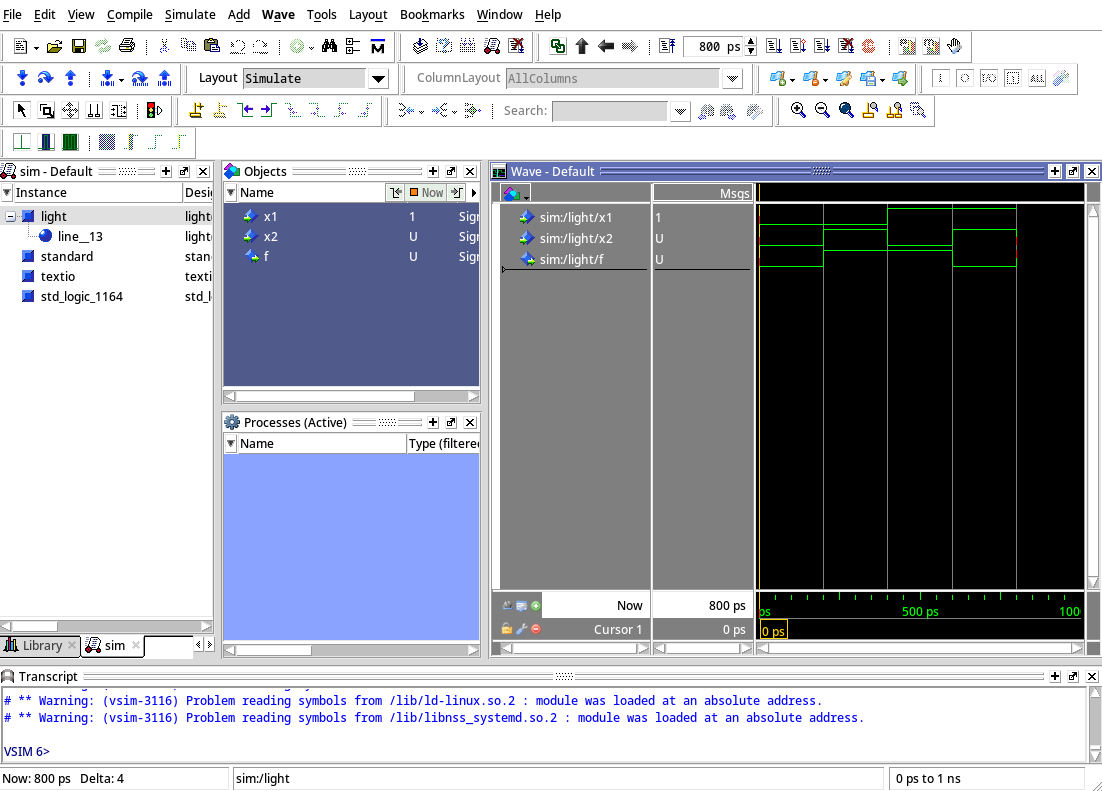 File Edit View Compile Simulate Add Wave Tools Layout Bookmarks Window Help
800 ps
Layout Simulate ColumnLayout AllColumns
Search:
sim - Default
Instance Desig
light light(
line__13 light(
standard stan
textio texti
std_logic_1164 std_l
Library sim
Objects
Name Now
x1 1 Sig
x2 U Sig
f U Sig
Processes (Active)
Name Type (filtere
Wave - Default
Msgs
sim:/light/x1 1
sim:/light/x2 U
sim:/light/f U
Now 800 ps ps 500 ps 100
Cursor 1 0 ps 0 ps
Transcript
# ** Warning: (vsim-3116) Problem reading symbols from /lib/ld-linux.so.2 : module was loaded at an absolute address.
# ** Warning: (vsim-3116) Problem reading symbols from /lib/libnss_systemd.so.2 : module was loaded at an absolute address.
VSIM 6>
Now: 800 ps Delta: 4 sim:/light 0 ps to 1 ns